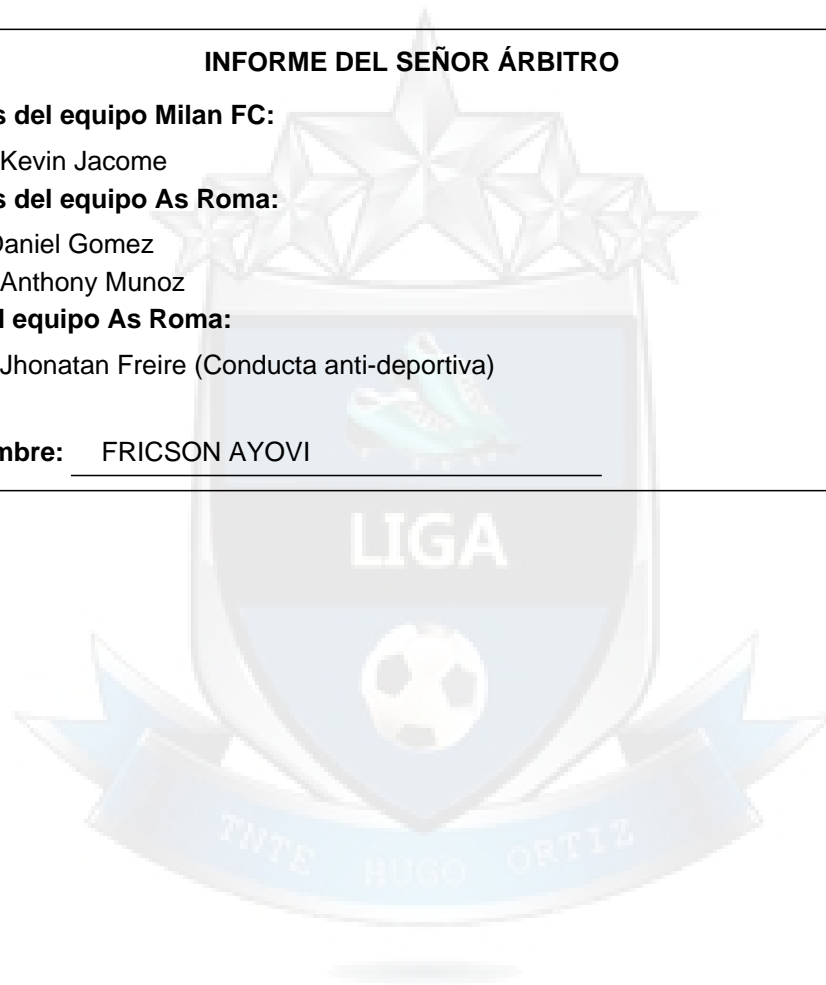 INFORME DEL SEÑOR ÁRBITRO
s del equipo Milan FC:
Kevin Jacome
s del equipo As Roma:
Daniel Gomez
Anthony Munoz
l equipo As Roma:
Jhonatan Freire (Conducta anti-deportiva)
mbre: FRICSON AYOVI
LIGA
TNTE HUGO ORTIZ